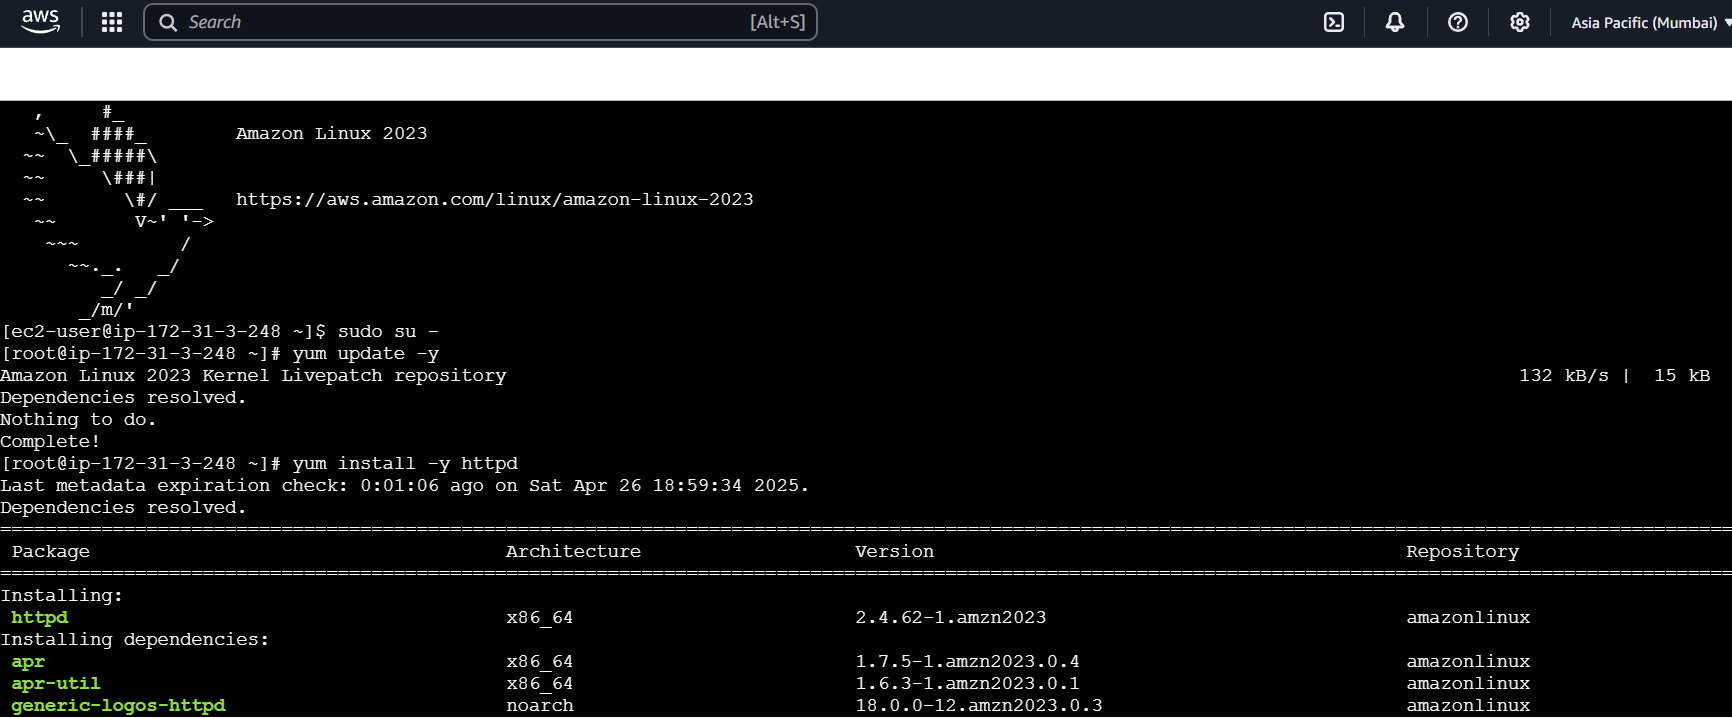 aws Search [Alt+S] Asia Pacific (Mumbai)
   ,     #_
   ~\_  ####_        Amazon Linux 2023
  ~~  \_#####\
  ~~     \###|
  ~~       \#/ ___   https://aws.amazon.com/linux/amazon-linux-2023
   ~~       V~' '->
    ~~~         /
      ~~._.   _/
         _/ _/
       _/m/'
[ec2-user@ip-172-31-3-248 ~]$ sudo su -
[root@ip-172-31-3-248 ~]# yum update -y
Amazon Linux 2023 Kernel Livepatch repository 132 kB/s | 15 kB
Dependencies resolved.
Nothing to do.
Complete!
[root@ip-172-31-3-248 ~]# yum install -y httpd
Last metadata expiration check: 0:01:06 ago on Sat Apr 26 18:59:34 2025.
Dependencies resolved.
Package Architecture Version Repository
Installing:
httpd x86_64 2.4.62-1.amzn2023 amazonlinux
Installing dependencies:
apr x86_64 1.7.5-1.amzn2023.0.4 amazonlinux
apr-util x86_64 1.6.3-1.amzn2023.0.1 amazonlinux
generic-logos-httpd noarch 18.0.0-12.amzn2023.0.3 amazonlinux